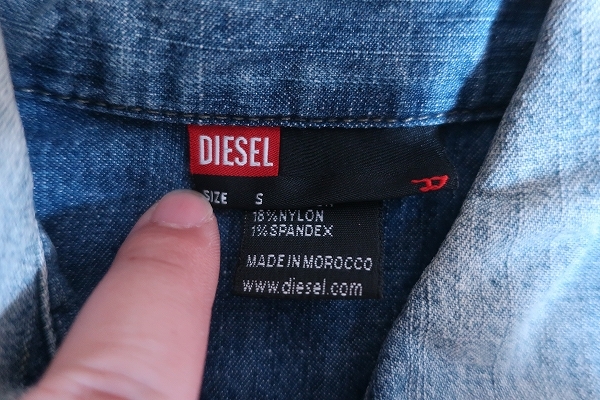 DIESEL
SIZE S
18%NYLON
1%SPANDEX
MADE IN MOROCCO
www.diesel.com